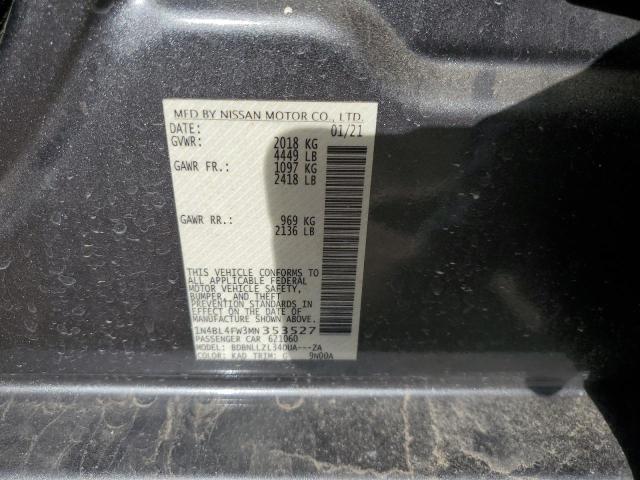 MFD BY NISSAN MOTOR CO., LTD.
DATE: 01/21
GVWR: 2018 KG
4449 LB
GAWR FR.: 1097 KG
2418 LB
GAWR RR.: 969 KG
2136 LB
THIS VEHICLE CONFORMS TO
ALL APPLICABLE FEDERAL
MOTOR VEHICLE SAFETY,
BUMPER, AND THEFT
PREVENTION STANDARDS IN
EFFECT ON THE DATE OF
MANUFACTURE SHOWN ABOVE.
1N4BL4FW3MN353527
PASSENGER CAR 621060
MODEL: BDBNLLZL34DUA---ZA
COLOR: KAD TRIM: G 9N00A